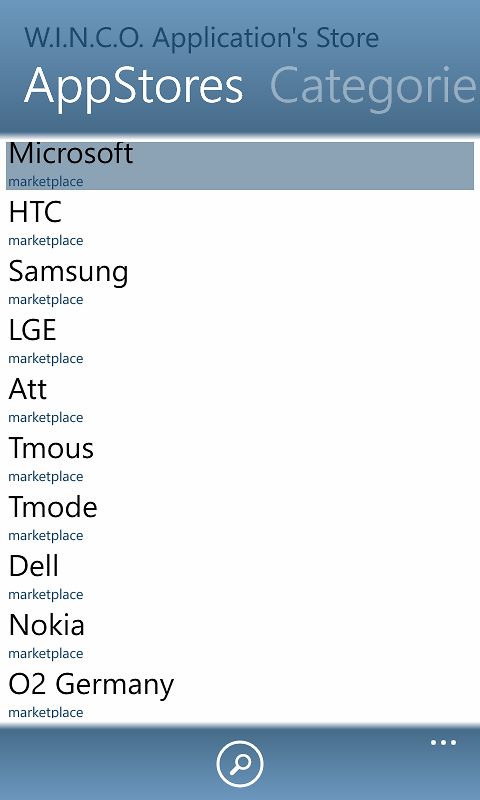 W.I.N.C.O. Application's Store
AppStores Categorie
Microsoft
marketplace
HTC
marketplace
Samsung
marketplace
LGE
marketplace
Att
marketplace
Tmous
marketplace
Tmode
marketplace
Dell
marketplace
Nokia
marketplace
O2 Germany
marketplace